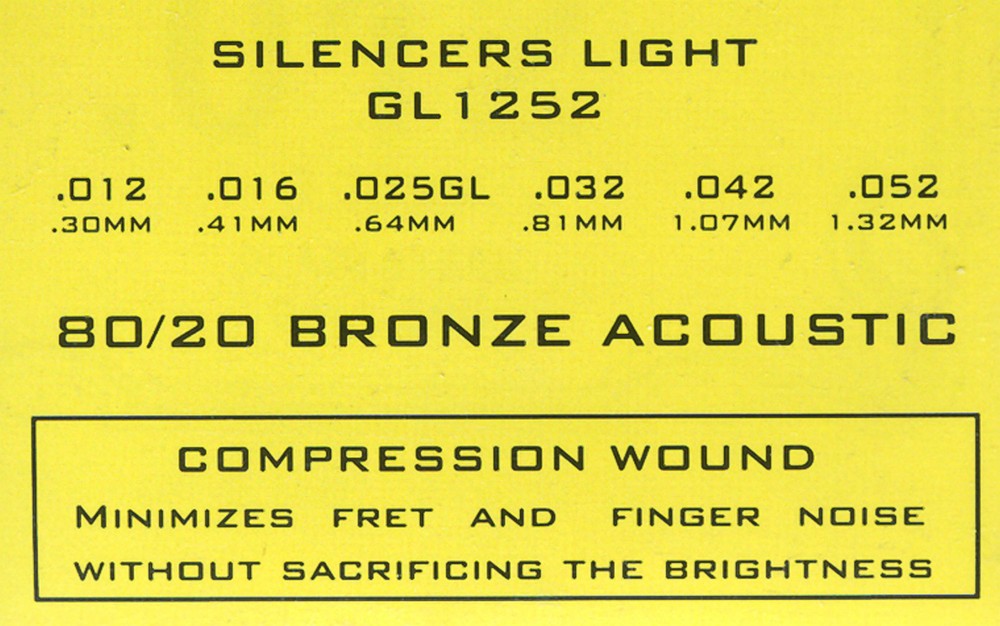 SILENCERS LIGHT
GL1252
.012 .016 .025GL .032 .042 .052
.30MM .41MM .64MM .81MM 1.07MM 1.32MM
80/20 BRONZE ACOUSTIC
COMPRESSION WOUND
MINIMIZES FRET AND FINGER NOISE
WITHOUT SACRIFICING THE BRIGHTNESS